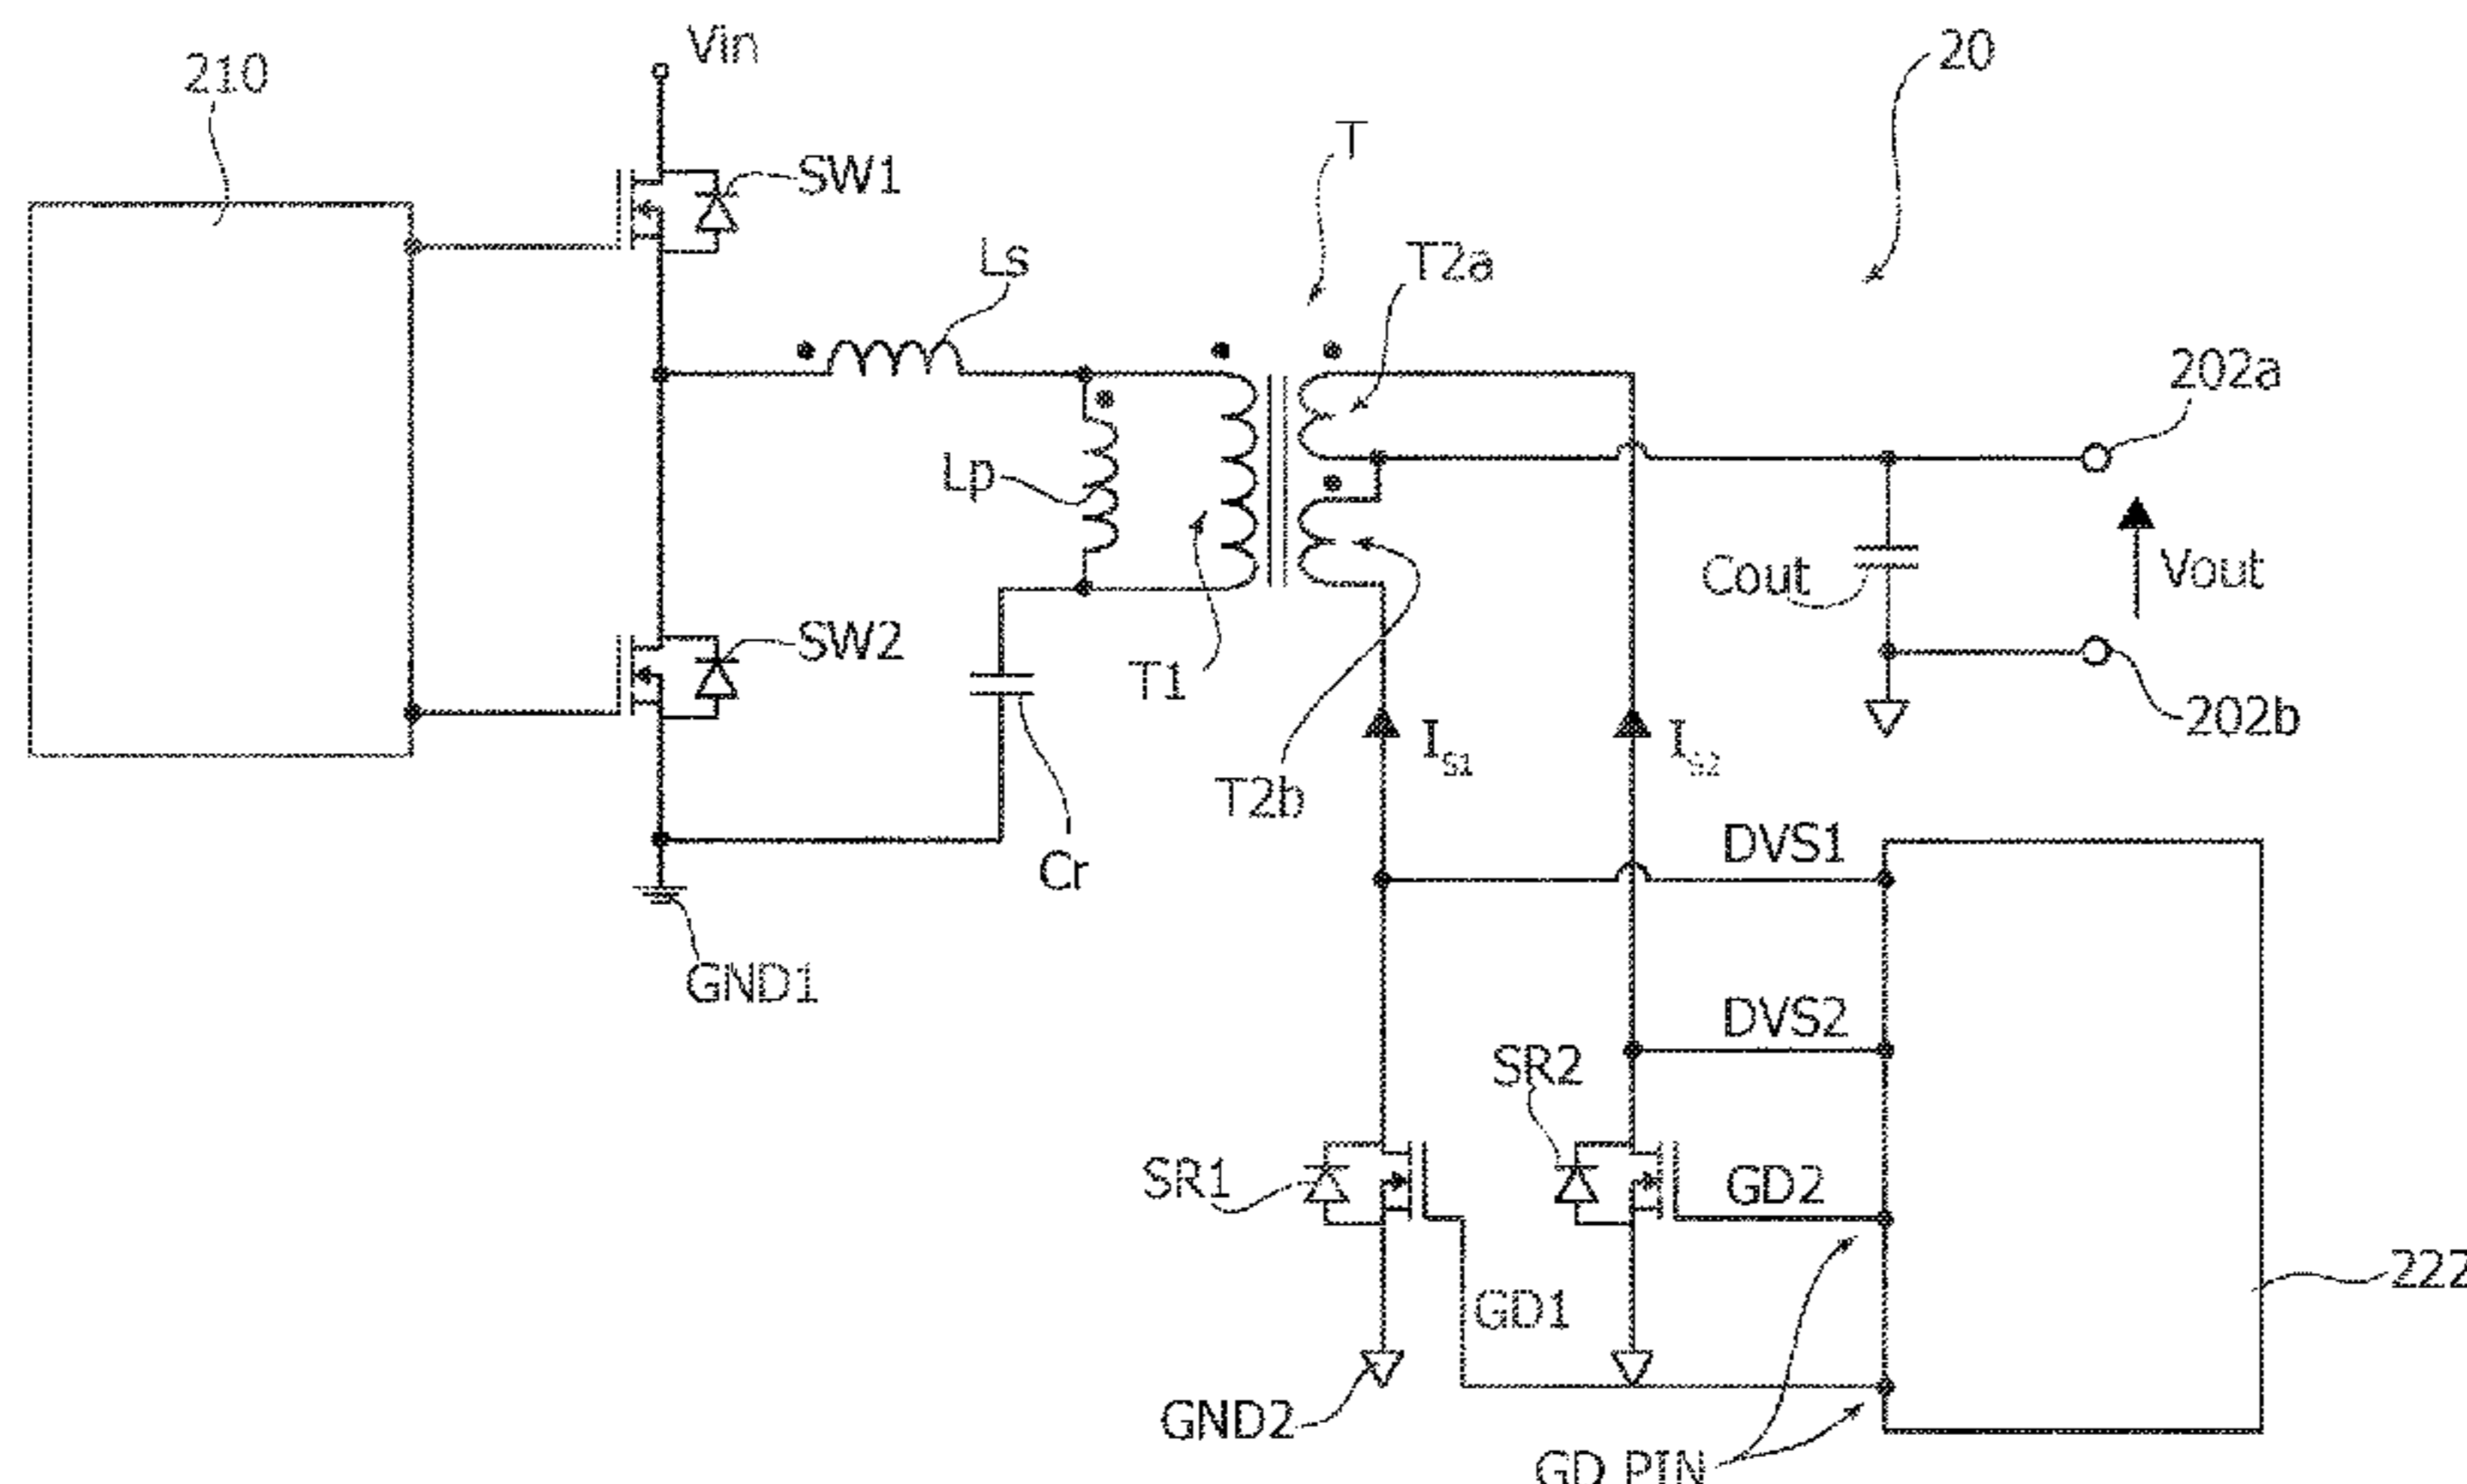 Vin
20
210
T
SW1
Ls
T2a
202a
Lp
Cout
Vout
SW2
T1
202b
T2b
IS1
IS2
DVS1
Cr
GND1
DVS2
SR2
SR1
GD2
222
GD1
GND2
GD PIN